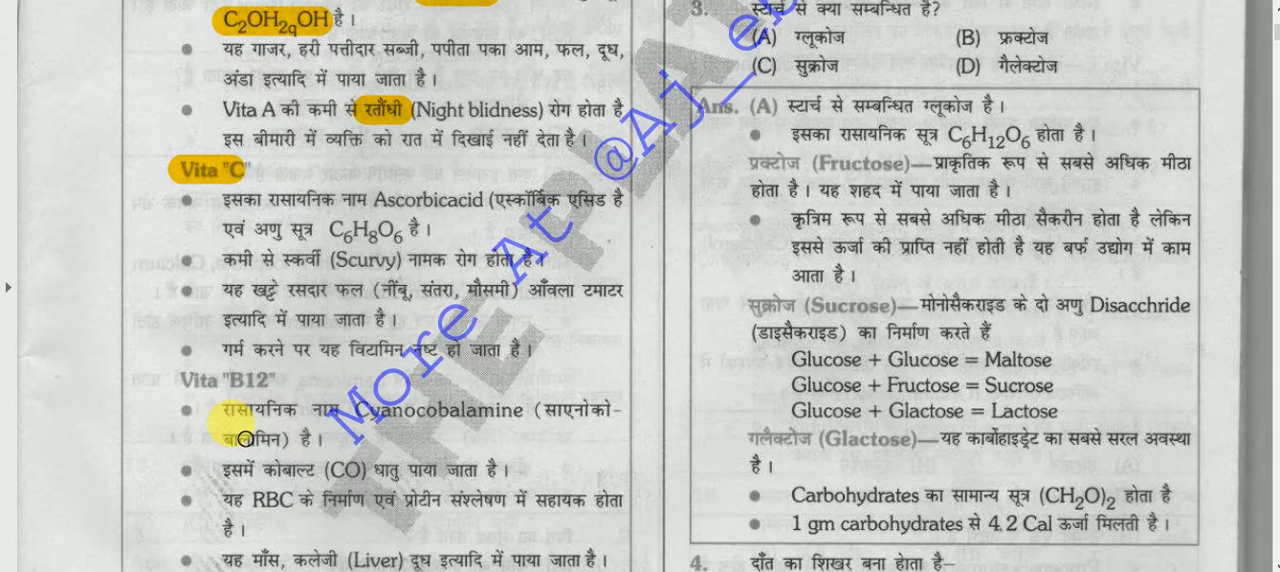 C₂OH₂qOH है।
यह गाजर, हरी पत्तीदार सब्जी, पपीता पका आम, फल, दूध,
अंडा इत्यादि में पाया जाता है।
Vita A की कमी से रतौंधी (Night blidness) रोग होता है
इस बीमारी में व्यक्ति को रात में दिखाई नहीं देता है।
Vita "C"
इसका रासायनिक नाम Ascorbicacid (एस्कॉर्बिक एसिड है
एवं अणु सूत्र C₆H₈O₆ है।
कमी से स्कर्वी (Scurvy) नामक रोग होता है।
यह खट्टे रसदार फल (नींबू, संतरा, मौसमी) आँवला टमाटर
इत्यादि में पाया जाता है।
गर्म करने पर यह विटामिन नष्ट हो जाता है।
Vita "B12"
रासायनिक नाम Cyanocobalamine (साएनोको-
बालामिन) है।
इसमें कोबाल्ट (CO) धातु पाया जाता है।
यह RBC के निर्माण एवं प्रोटीन संश्लेषण में सहायक होता
है।
यह माँस, कलेजी (Liver) दूध इत्यादि में पाया जाता है।
3. स्टार्च से क्या सम्बन्धित है?
(A) ग्लूकोज (B) फ्रक्टोज
(C) सुक्रोज (D) गैलेक्टोज
Ans. (A) स्टार्च से सम्बन्धित ग्लूकोज है।
इसका रासायनिक सूत्र C₆H₁₂O₆ होता है।
प्रक्टोज (Fructose)—प्राकृतिक रूप से सबसे अधिक मीठा
होता है। यह शहद में पाया जाता है।
कृत्रिम रूप से सबसे अधिक मीठा सैकरीन होता है लेकिन
इससे ऊर्जा की प्राप्ति नहीं होती है यह बर्फ उद्योग में काम
आता है।
सुक्रोज (Sucrose)—मोनोसैकराइड के दो अणु Disacchride
(डाइसैकराइड) का निर्माण करते हैं
Glucose + Glucose = Maltose
Glucose + Fructose = Sucrose
Glucose + Glactose = Lactose
गलैक्टोज (Glactose)—यह कार्बोहाइड्रेट का सबसे सरल अवस्था
है।
Carbohydrates का सामान्य सूत्र (CH₂O)₂ होता है
1 gm carbohydrates से 4.2 Cal ऊर्जा मिलती है।
4. दाँत का शिखर बना होता है–
More At @Aj_eb
THE PLA